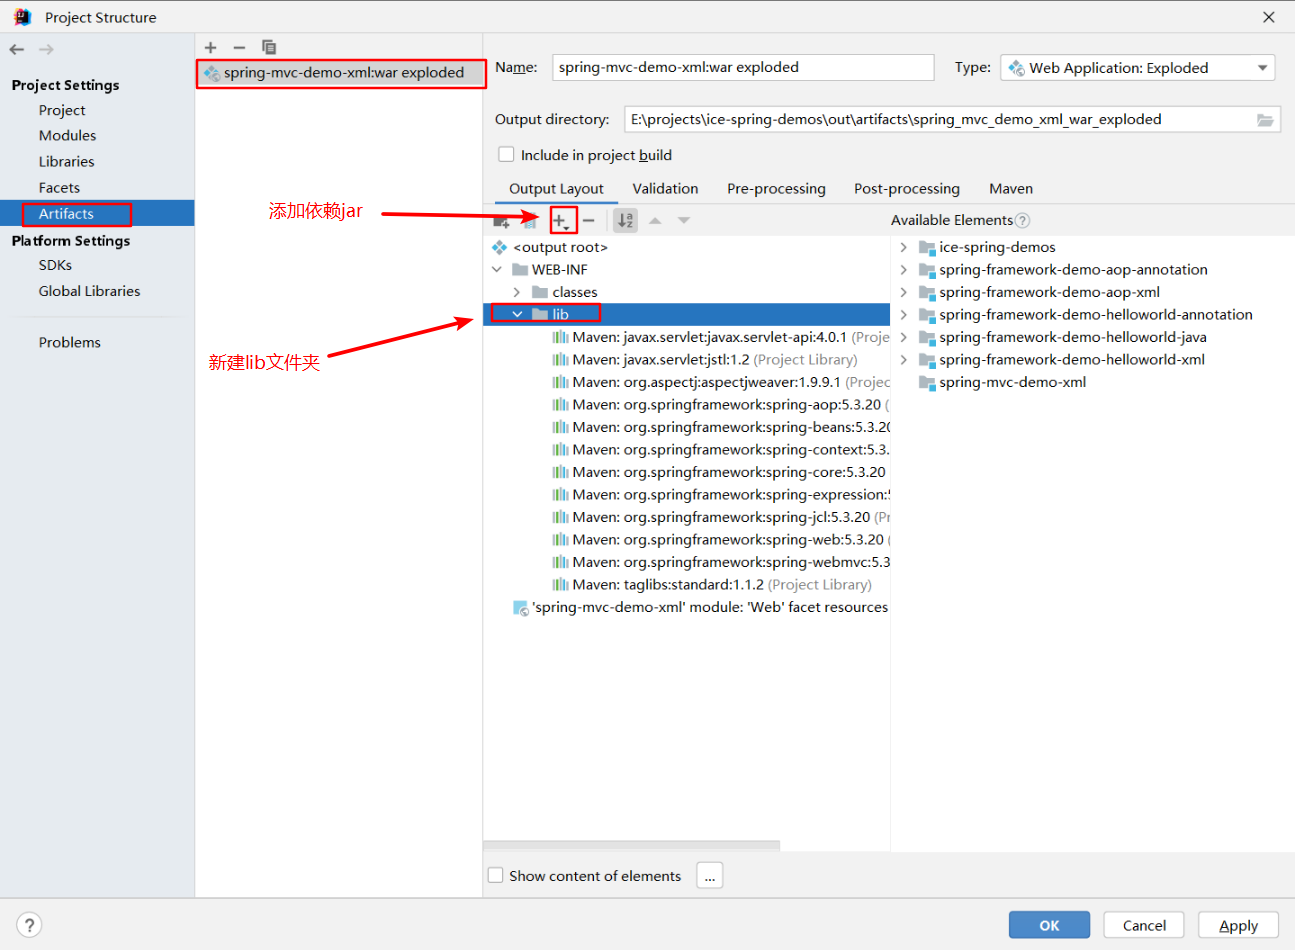 Project Structure
Project Settings
Project
Modules
Libraries
Facets
Artifacts
Platform Settings
SDKs
Global Libraries
Problems
spring-mvc-demo-xml:war exploded
Name: spring-mvc-demo-xml:war exploded
Type: Web Application: Exploded
Output directory: E:\projects\ice-spring-demos\out\artifacts\spring_mvc_demo_xml_war_exploded
Include in project build
Output Layout Validation Pre-processing Post-processing Maven
添加依赖jar
新建lib文件夹
<output root>
WEB-INF
classes
lib
Maven: javax.servlet:javax.servlet-api:4.0.1 (Proje
Maven: javax.servlet:jstl:1.2 (Project Library)
Maven: org.aspectj:aspectjweaver:1.9.9.1 (Projec
Maven: org.springframework:spring-aop:5.3.20 (
Maven: org.springframework:spring-beans:5.3.20
Maven: org.springframework:spring-context:5.3.
Maven: org.springframework:spring-core:5.3.20
Maven: org.springframework:spring-expression:5
Maven: org.springframework:spring-jcl:5.3.20 (Pr
Maven: org.springframework:spring-web:5.3.20 (
Maven: org.springframework:spring-webmvc:5.3
Maven: taglibs:standard:1.1.2 (Project Library)
'spring-mvc-demo-xml' module: 'Web' facet resources
Available Elements ?
ice-spring-demos
spring-framework-demo-aop-annotation
spring-framework-demo-aop-xml
spring-framework-demo-helloworld-annotation
spring-framework-demo-helloworld-java
spring-framework-demo-helloworld-xml
spring-mvc-demo-xml
Show content of elements ...
? OK Cancel Apply